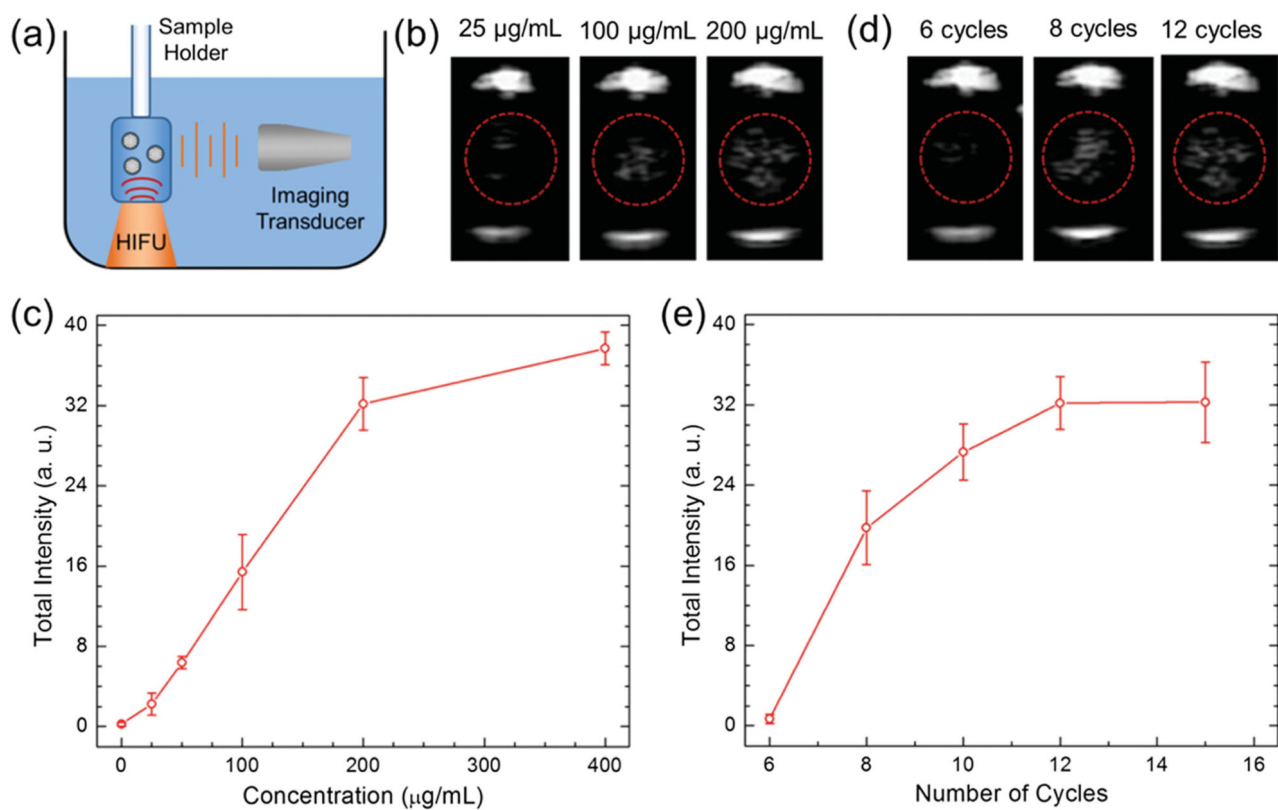 (a)
Sample
Holder
HIFU
Imaging
Transducer
(b)
25 μg/mL
100 μg/mL
200 μg/mL
(d)
6 cycles
8 cycles
12 cycles
(c)
40
32
24
16
8
0
Total Intensity (a. u.)
0
100
200
300
400
Concentration (μg/mL)
(e)
40
32
24
16
8
0
Total Intensity (a. u.)
6
8
10
12
14
16
Number of Cycles